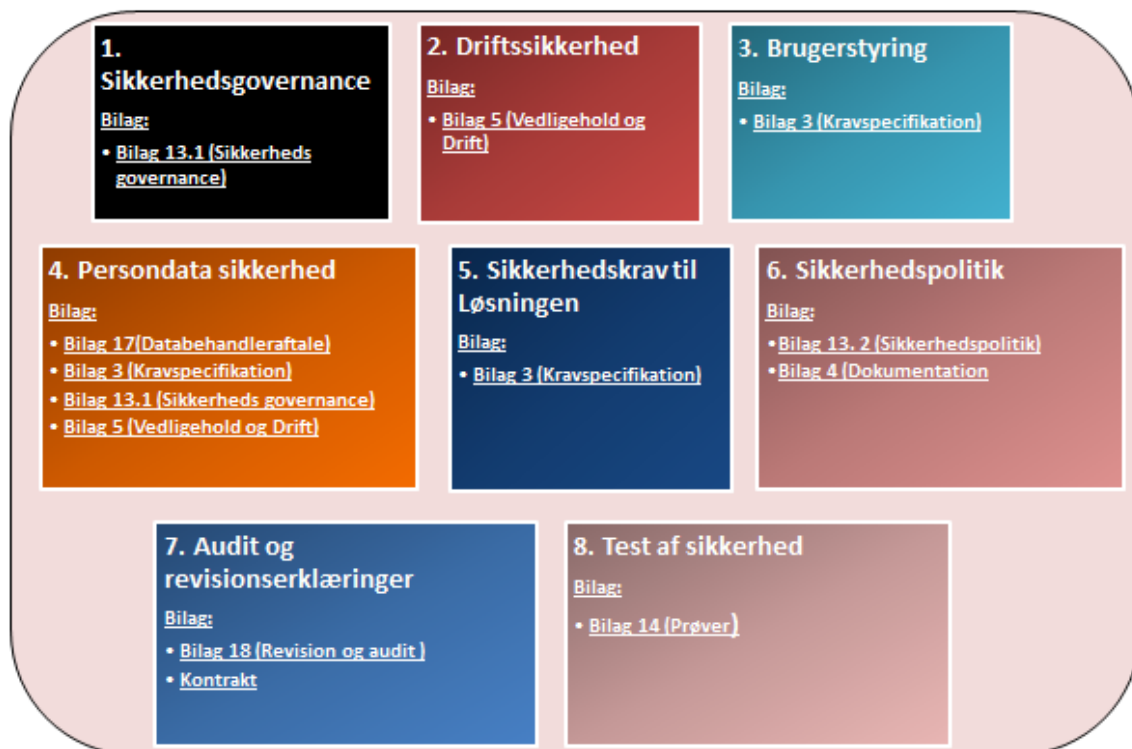 1.
Sikkerhedsgovernance
Bilag:
• Bilag 13.1 (Sikkerheds
governance)
2. Driftssikkerhed
Bilag:
• Bilag 5 (Vedligehold og
Drift)
3. Brugerstyring
Bilag:
• Bilag 3 (Kravspecifikation)
4. Persondata sikkerhed
Bilag:
• Bilag 17(Databehandleraftale)
• Bilag 3 (Kravspecifikation)
• Bilag 13.1 (Sikkerheds governance)
• Bilag 5 (Vedligehold og Drift)
5. Sikkerhedskrav til
Løsningen
Bilag:
• Bilag 3 (Kravspecifikation)
6. Sikkerhedspolitik
Bilag:
• Bilag 13. 2 (Sikkerhedspolitik)
• Bilag 4 (Dokumentation
7. Audit og
revisionserklæringer
Bilag:
• Bilag 18 (Revision og audit )
• Kontrakt
8. Test af sikkerhed
Bilag:
• Bilag 14 (Prøver)